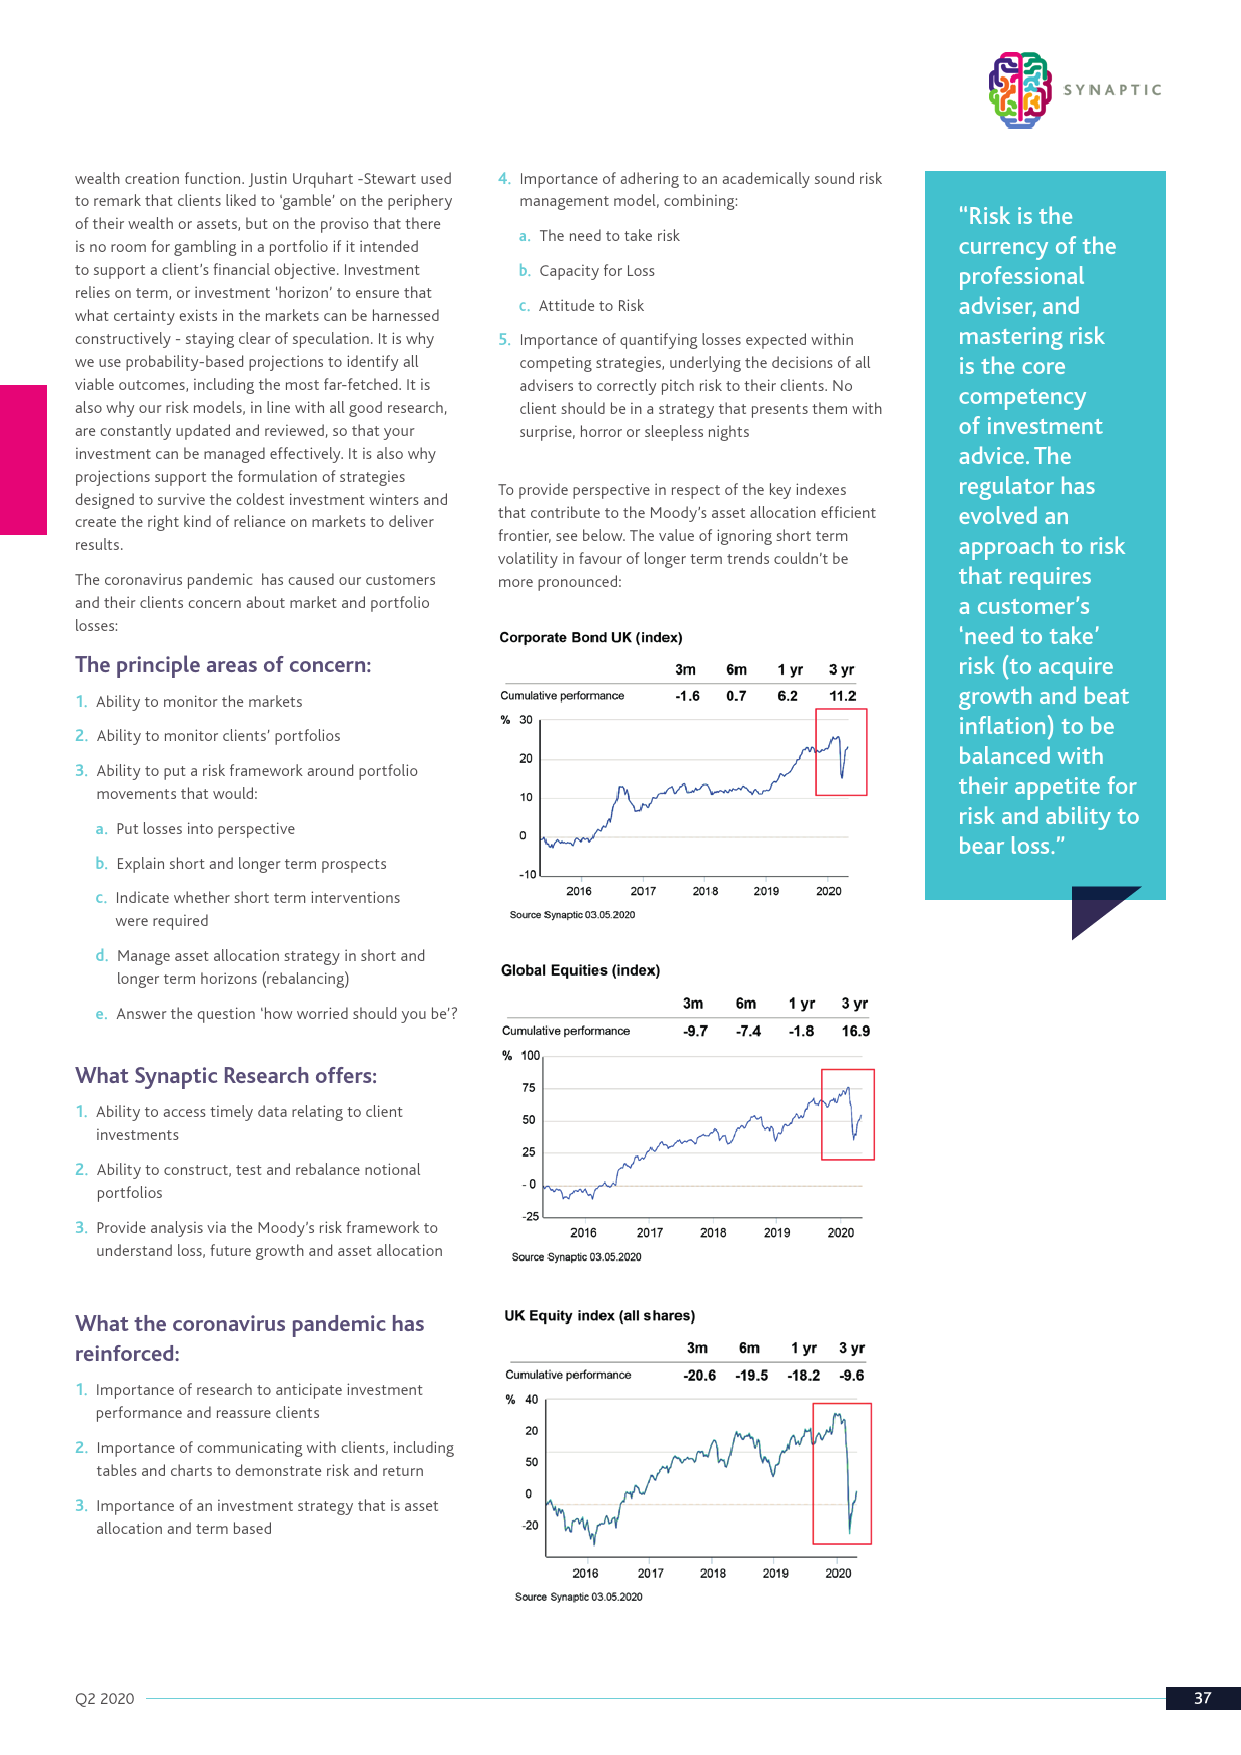 SYNAPTIC
wealth creation function. Justin Urquhart -Stewart used
to remark that clients liked to ‘gamble’ on the periphery
of their wealth or assets, but on the proviso that there
is no room for gambling in a portfolio if it intended
to support a client’s financial objective. Investment
relies on term, or investment ‘horizon’ to ensure that
what certainty exists in the markets can be harnessed
constructively - staying clear of speculation. It is why
we use probability-based projections to identify all
viable outcomes, including the most far-fetched. It is
also why our risk models, in line with all good research,
are constantly updated and reviewed, so that your
investment can be managed effectively. It is also why
projections support the formulation of strategies
designed to survive the coldest investment winters and
create the right kind of reliance on markets to deliver
results.
The coronavirus pandemic  has caused our customers
and their clients concern about market and portfolio
losses:
The principle areas of concern:
1. Ability to monitor the markets
2. Ability to monitor clients’ portfolios
3. Ability to put a risk framework around portfolio
movements that would:
a. Put losses into perspective
b. Explain short and longer term prospects
c. Indicate whether short term interventions
were required
d. Manage asset allocation strategy in short and
longer term horizons (rebalancing)
e. Answer the question ‘how worried should you be’?
What Synaptic Research offers:
1. Ability to access timely data relating to client
investments
2. Ability to construct, test and rebalance notional
portfolios
3. Provide analysis via the Moody’s risk framework to
understand loss, future growth and asset allocation
What the coronavirus pandemic has
reinforced:
1. Importance of research to anticipate investment
performance and reassure clients
2. Importance of communicating with clients, including
tables and charts to demonstrate risk and return
3. Importance of an investment strategy that is asset
allocation and term based
4. Importance of adhering to an academically sound risk
management model, combining:
a. The need to take risk
b. Capacity for Loss
c. Attitude to Risk
5. Importance of quantifying losses expected within
competing strategies, underlying the decisions of all
advisers to correctly pitch risk to their clients. No
client should be in a strategy that presents them with
surprise, horror or sleepless nights
To provide perspective in respect of the key indexes
that contribute to the Moody’s asset allocation efficient
frontier, see below. The value of ignoring short term
volatility in favour of longer term trends couldn’t be
more pronounced:
Corporate Bond UK (index)
3m 6m 1 yr 3 yr
Cumulative performance -1.6 0.7 6.2 11.2
% 30
20
10
0
-10
2016 2017 2018 2019 2020
Source Synaptic 03.05.2020
Global Equities (index)
3m 6m 1 yr 3 yr
Cumulative performance -9.7 -7.4 -1.8 16.9
% 100
75
50
25
- 0
-25
2016 2017 2018 2019 2020
Source Synaptic 03.05.2020
UK Equity index (all shares)
3m 6m 1 yr 3 yr
Cumulative performance -20.6 -19.5 -18.2 -9.6
% 40
20
50
0
-20
2016 2017 2018 2019 2020
Source Synaptic 03.05.2020
“Risk is the
currency of the
professional
adviser, and
mastering risk
is the core
competency
of investment
advice. The
regulator has
evolved an
approach to risk
that requires
a customer’s
‘need to take’
risk (to acquire
growth and beat
inflation) to be
balanced with
their appetite for
risk and ability to
bear loss.”
Q2 2020
37